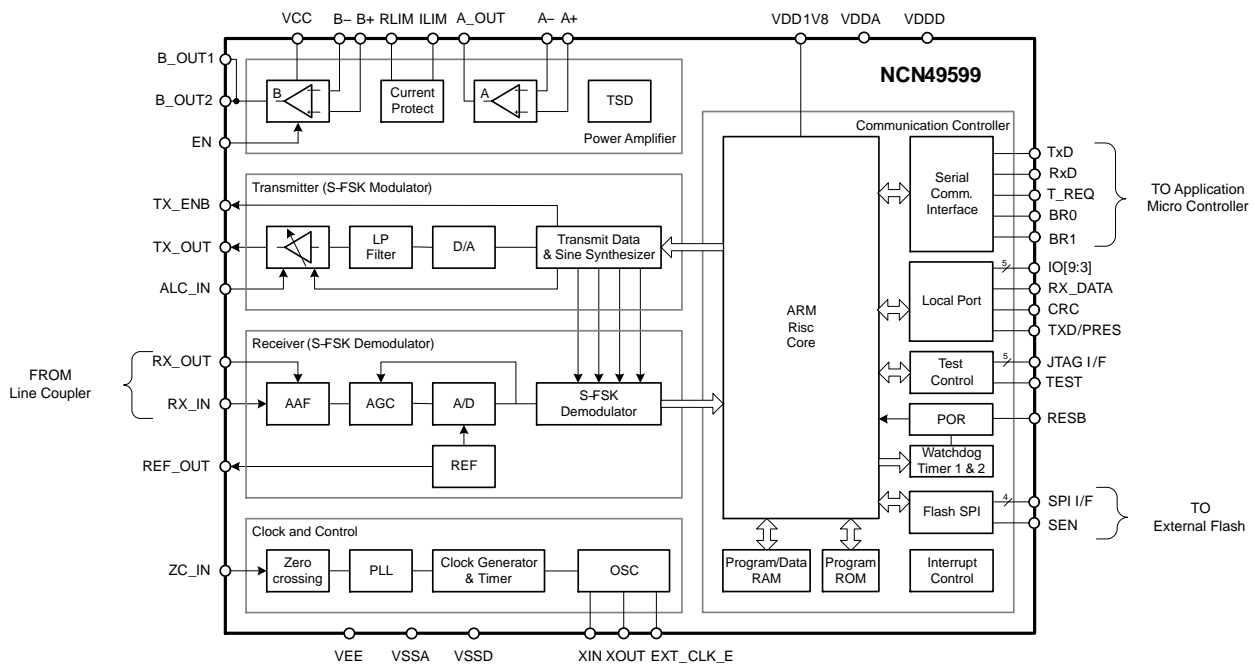 VCC B– B+ RLIM ILIM A_OUT A– A+ VDD1V8 VDDA VDDD
B_OUT1
B_OUT2
EN
B
Current
Protect
A
TSD
Power Amplifier
NCN49599
Communication Controller
Transmitter (S–FSK Modulator)
TX_ENB
TX_OUT
ALC_IN
LP
Filter
D/A
Transmit Data
& Sine Synthesizer
Receiver (S–FSK Demodulator)
FROM
Line Coupler
RX_OUT
RX_IN
REF_OUT
AAF
AGC
A/D
S–FSK
Demodulator
REF
Clock and Control
ZC_IN
Zero
crossing
PLL
Clock Generator
& Timer
OSC
ARM
Risc
Core
Serial
Comm.
Interface
TxD
RxD
T_REQ
BR0
BR1
TO Application
Micro Controller
Local Port
5
IO[9:3]
RX_DATA
CRC
TXD/PRES
Test
Control
5
JTAG I/F
TEST
POR
RESB
Watchdog
Timer 1 & 2
Flash SPI
4
SPI I/F
SEN
TO
External Flash
Program/Data
RAM
Program
ROM
Interrupt
Control
VEE VSSA VSSD XIN XOUT EXT_CLK_E